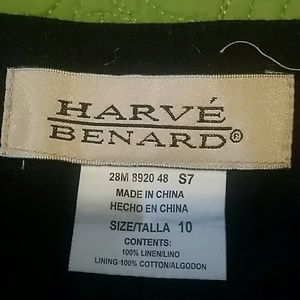 HARVÉ
BENARD®
28M 8920 48 S7
MADE IN CHINA
HECHO EN CHINA
SIZE/TALLA 10
CONTENTS:
100% LINEN/LINO
LINING:100% COTTON/ALGODON